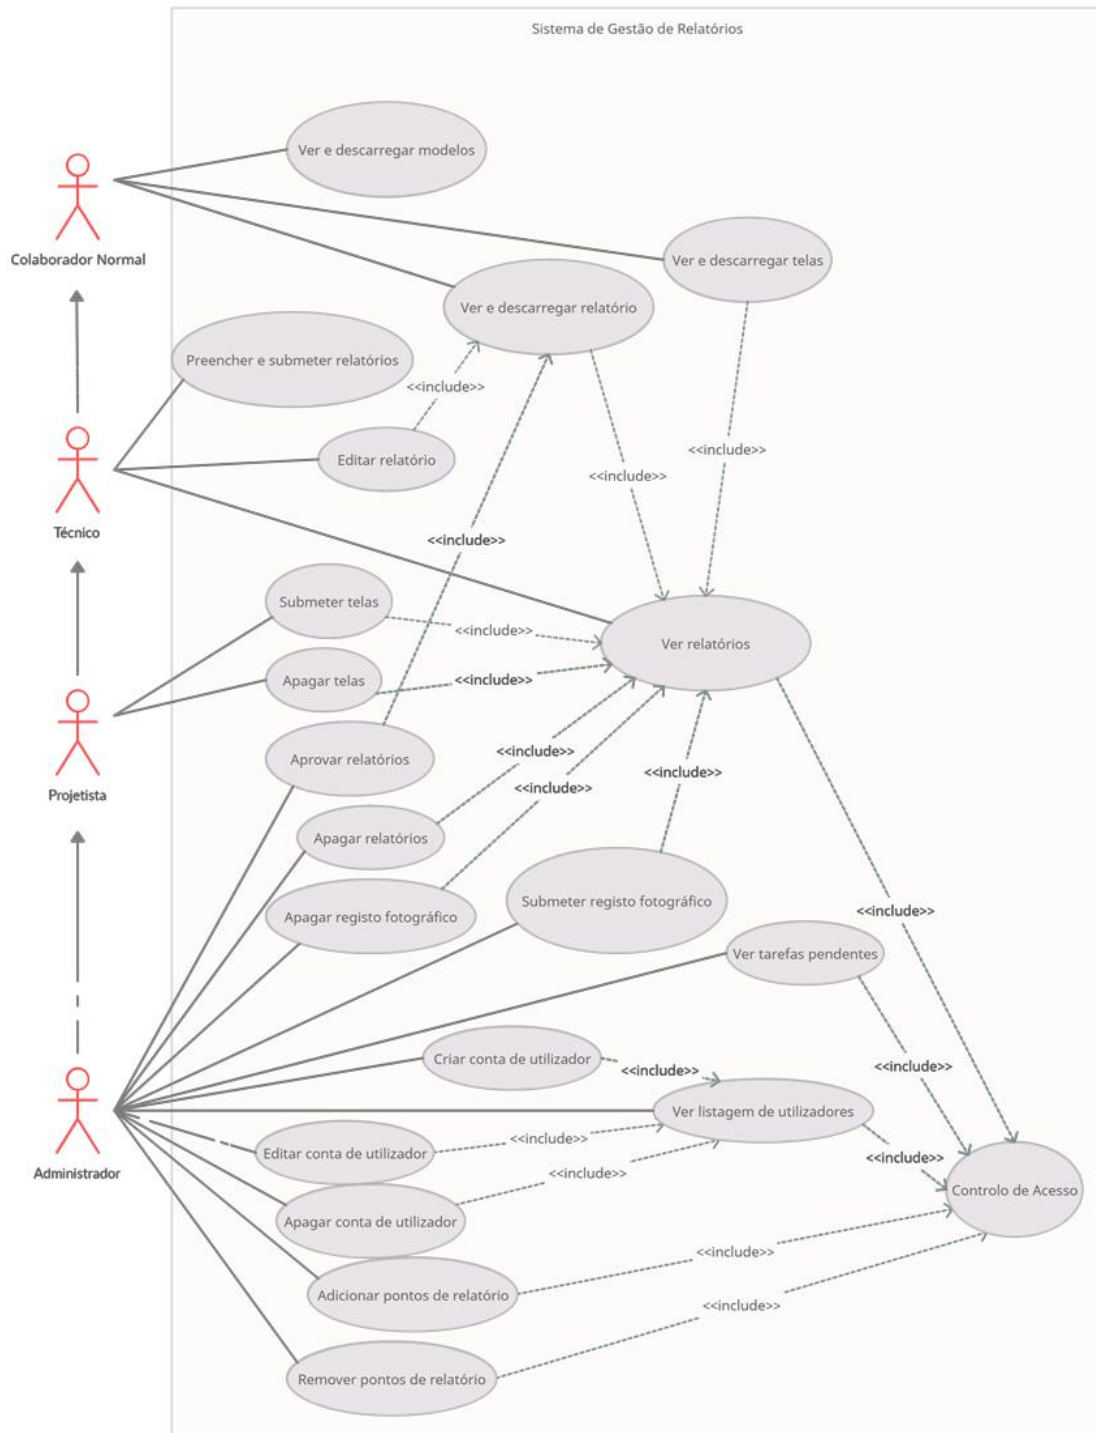 Sistema de Gestão de Relatórios
Ver e descarregar modelos
Colaborador Normal
Ver e descarregar telas
Ver e descarregar relatório
Preencher e submeter relatórios
<<include>>
Editar relatório
<<include>>
<<include>>
Técnico
<<include>>
Submeter telas
<<include>>
Ver relatórios
Apagar telas
<<include>>
Aprovar relatórios
<<include>>
<<include>>
<<include>>
Projetista
Apagar relatórios
Submeter registo fotográfico
Apagar registo fotográfico
<<include>>
Ver tarefas pendentes
Criar conta de utilizador
<<include>>
<<include>>
Ver listagem de utilizadores
Editar conta de utilizador
<<include>>
<<include>>
Administrador
<<include>>
Controlo de Acesso
Apagar conta de utilizador
<<include>>
Adicionar pontos de relatório
<<include>>
Remover pontos de relatório